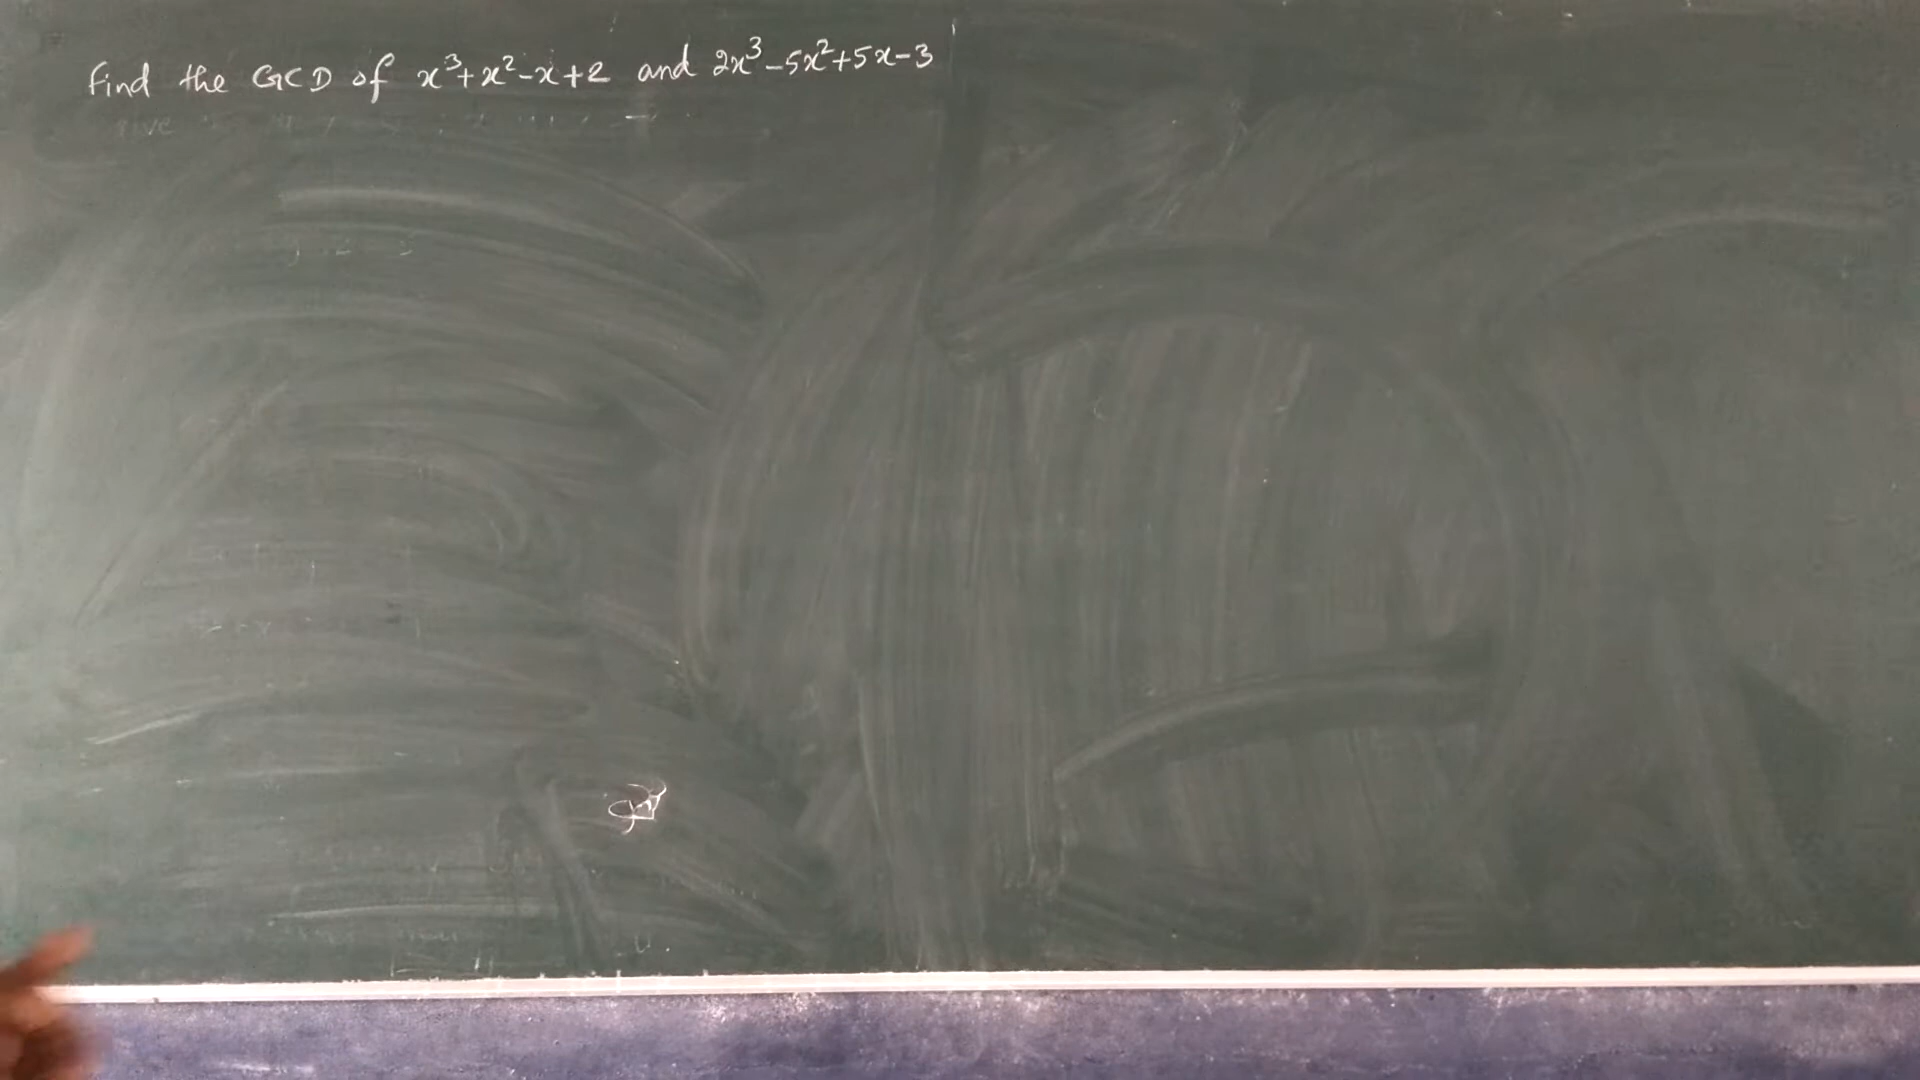 Find the GCD of x³+x²-x+2 and 2x³-5x²+5x-3